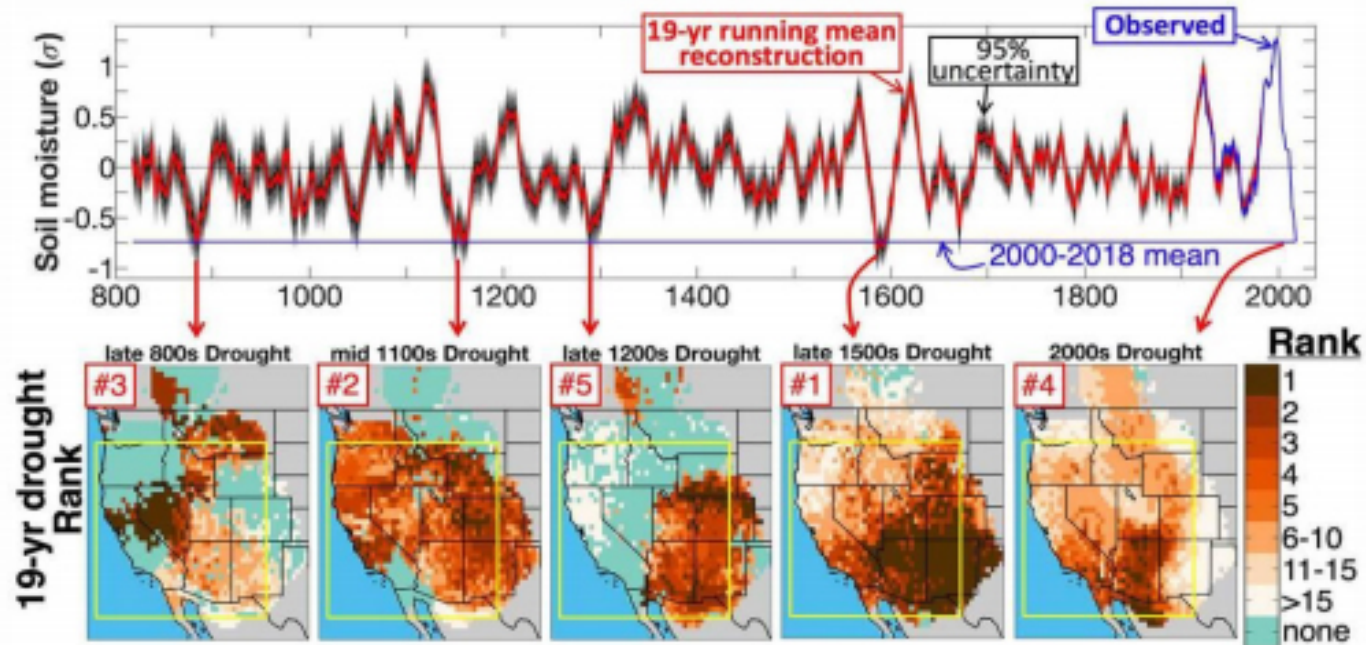 19-yr running mean
reconstruction
95%
uncertainty
Observed
Soil moisture (σ)
1
0.5
0
-0.5
-1
2000-2018 mean
800
1000
1200
1400
1600
1800
2000
19-yr drought
Rank
late 800s Drought
#3
mid 1100s Drought
#2
late 1200s Drought
#5
late 1500s Drought
#1
2000s Drought
#4
Rank
1
2
3
4
5
6-10
11-15
>15
none